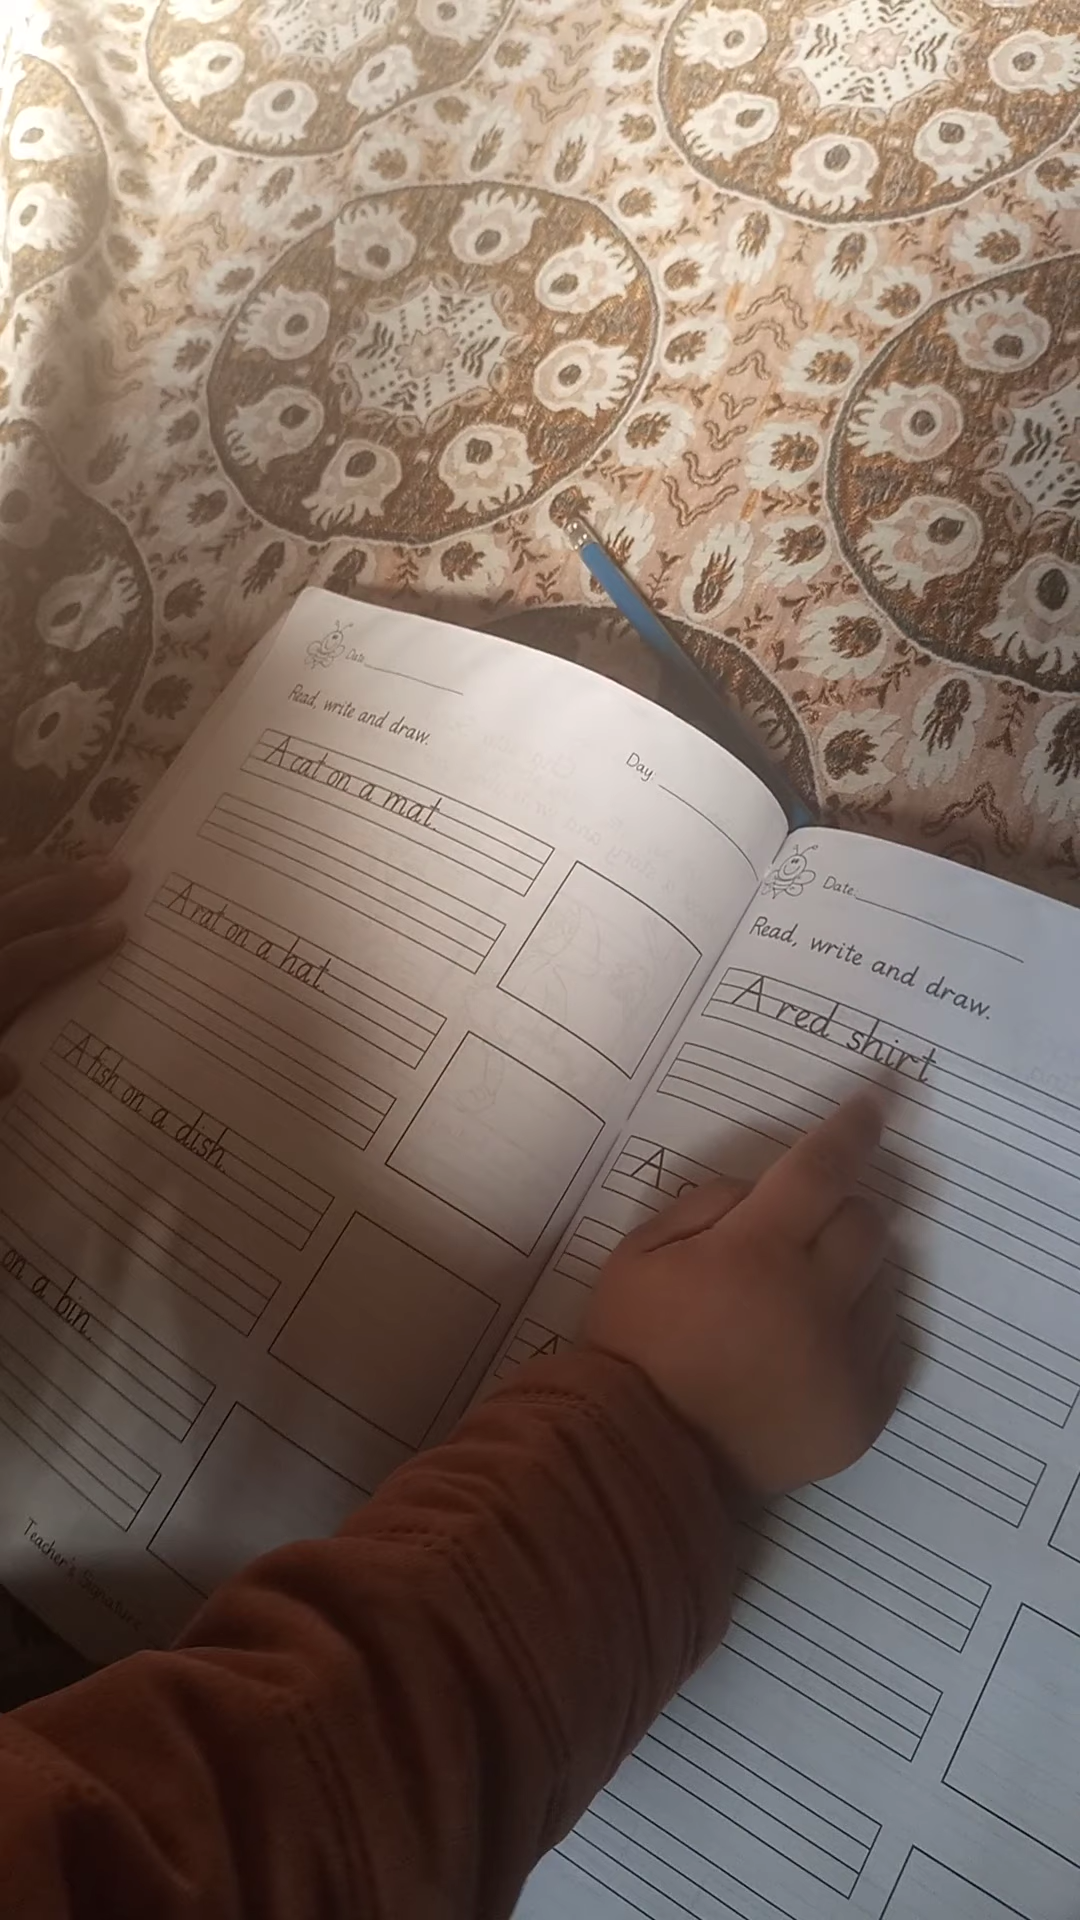 Date
Day:
Read, write and draw.
A cat on a mat.
A rat on a hat.
A fish on a dish.
on a bin.
Teacher's Signature
Date:
Read, write and draw.
A red shirt
A
A